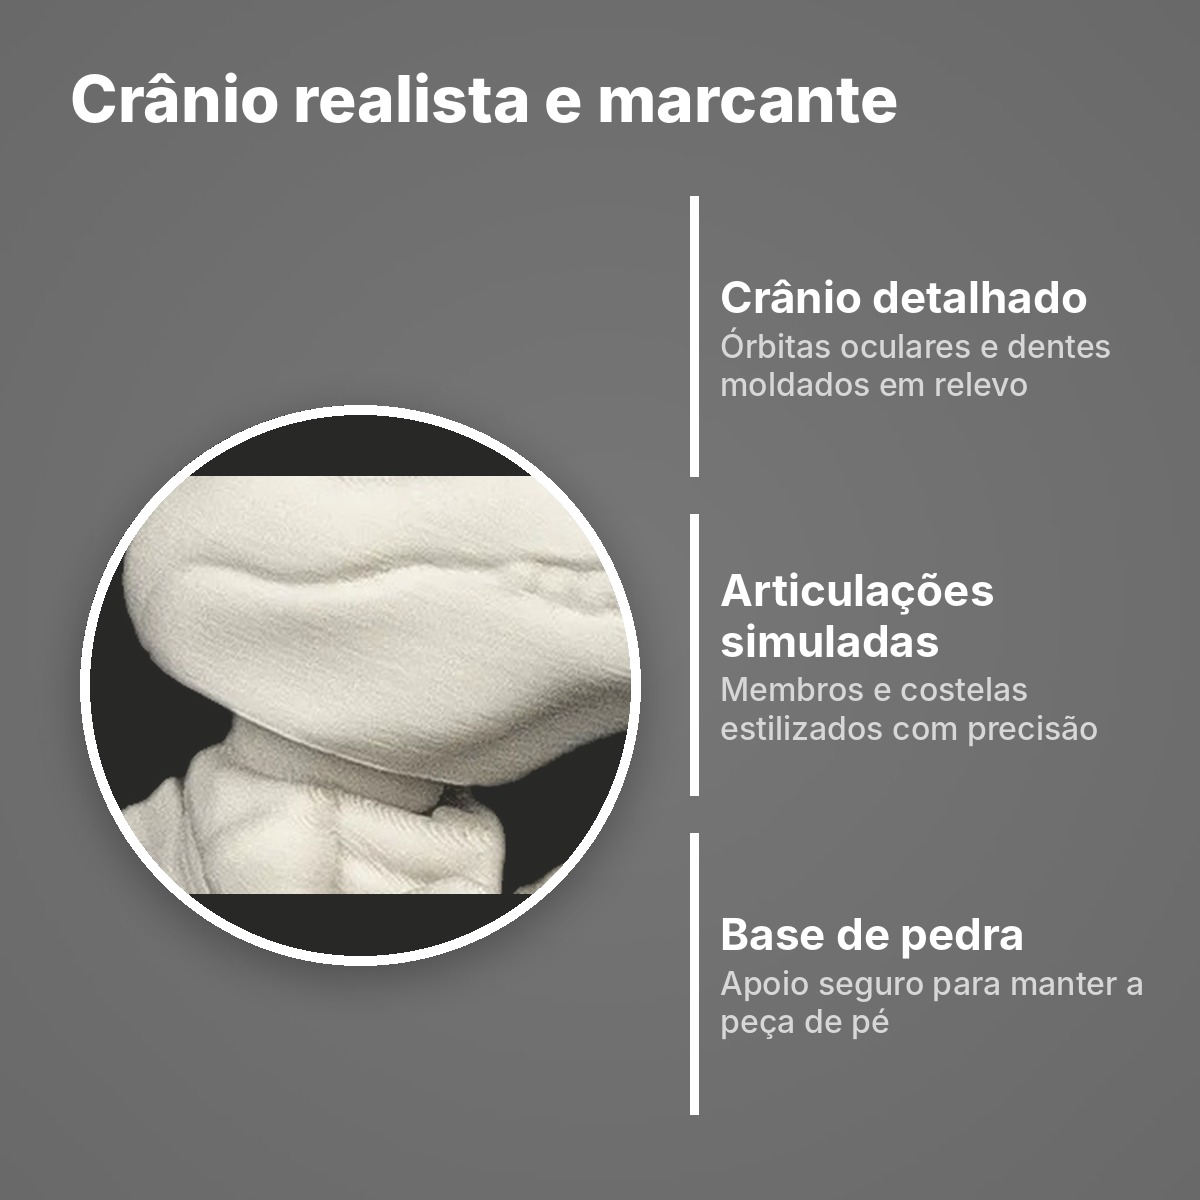 Crânio realista e marcante
Crânio detalhado
Órbitas oculares e dentes
moldados em relevo
Articulações
simuladas
Membros e costelas
estilizados com precisão
Base de pedra
Apoio seguro para manter a
peça de pé